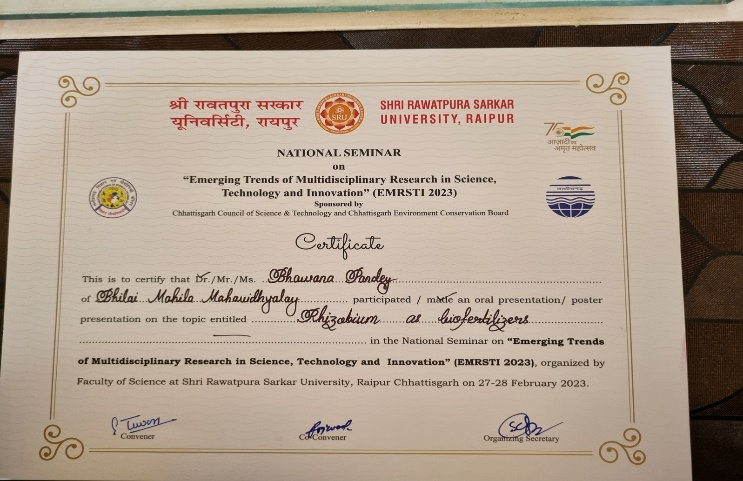 श्री रावतपुरा सरकार
यूनिवर्सिटी, रायपुर
SRU
SHRI RAWATPURA SARKAR
UNIVERSITY, RAIPUR
आज़ादी का
अमृत महोत्सव
NATIONAL SEMINAR
on
“Emerging Trends of Multidisciplinary Research in Science,
Technology and Innovation” (EMRSTI 2023)
Sponsored by
Chhattisgarh Council of Science & Technology and Chhattisgarh Environment Conservation Board
Certificate
This is to certify that Dr./Mr./Ms. Bhawana Pandey
of Bhilai Mahila Mahavidhyalay participated / made an oral presentation/ poster
presentation on the topic entitled Rhizobium as biofertilizers
in the National Seminar on “Emerging Trends
of Multidisciplinary Research in Science, Technology and Innovation” (EMRSTI 2023), organized by
Faculty of Science at Shri Rawatpura Sarkar University, Raipur Chhattisgarh on 27-28 February 2023.
Convener
Co-Convener
Organizing Secretary